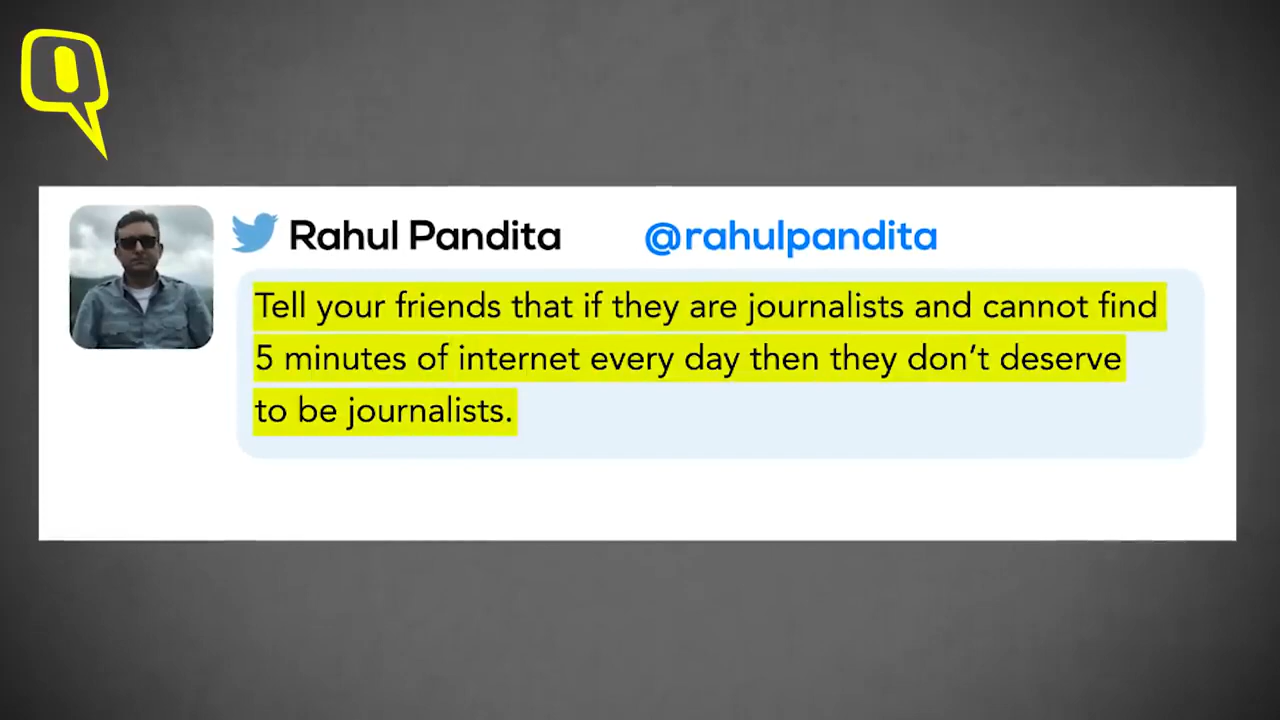 Rahul Pandita @rahulpandita
Tell your friends that if they are journalists and cannot find
5 minutes of internet every day then they don't deserve
to be journalists.